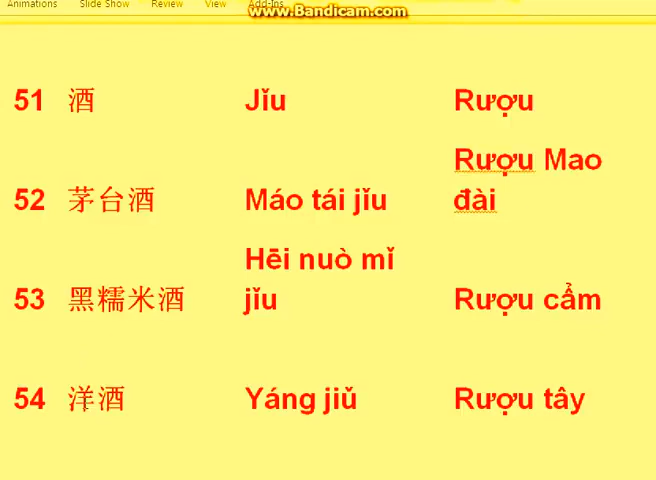 Animations Slide Show Review View Add-Ins
www.Bandicam.com
51 酒 Jǐu Rượu
Rượu Mao
52 茅台酒 Máo tái jǐu đài
Hēi nuò mǐ
53 黑糯米酒 jǐu Rượu cẩm
54 洋酒 Yáng jiǔ Rượu tây